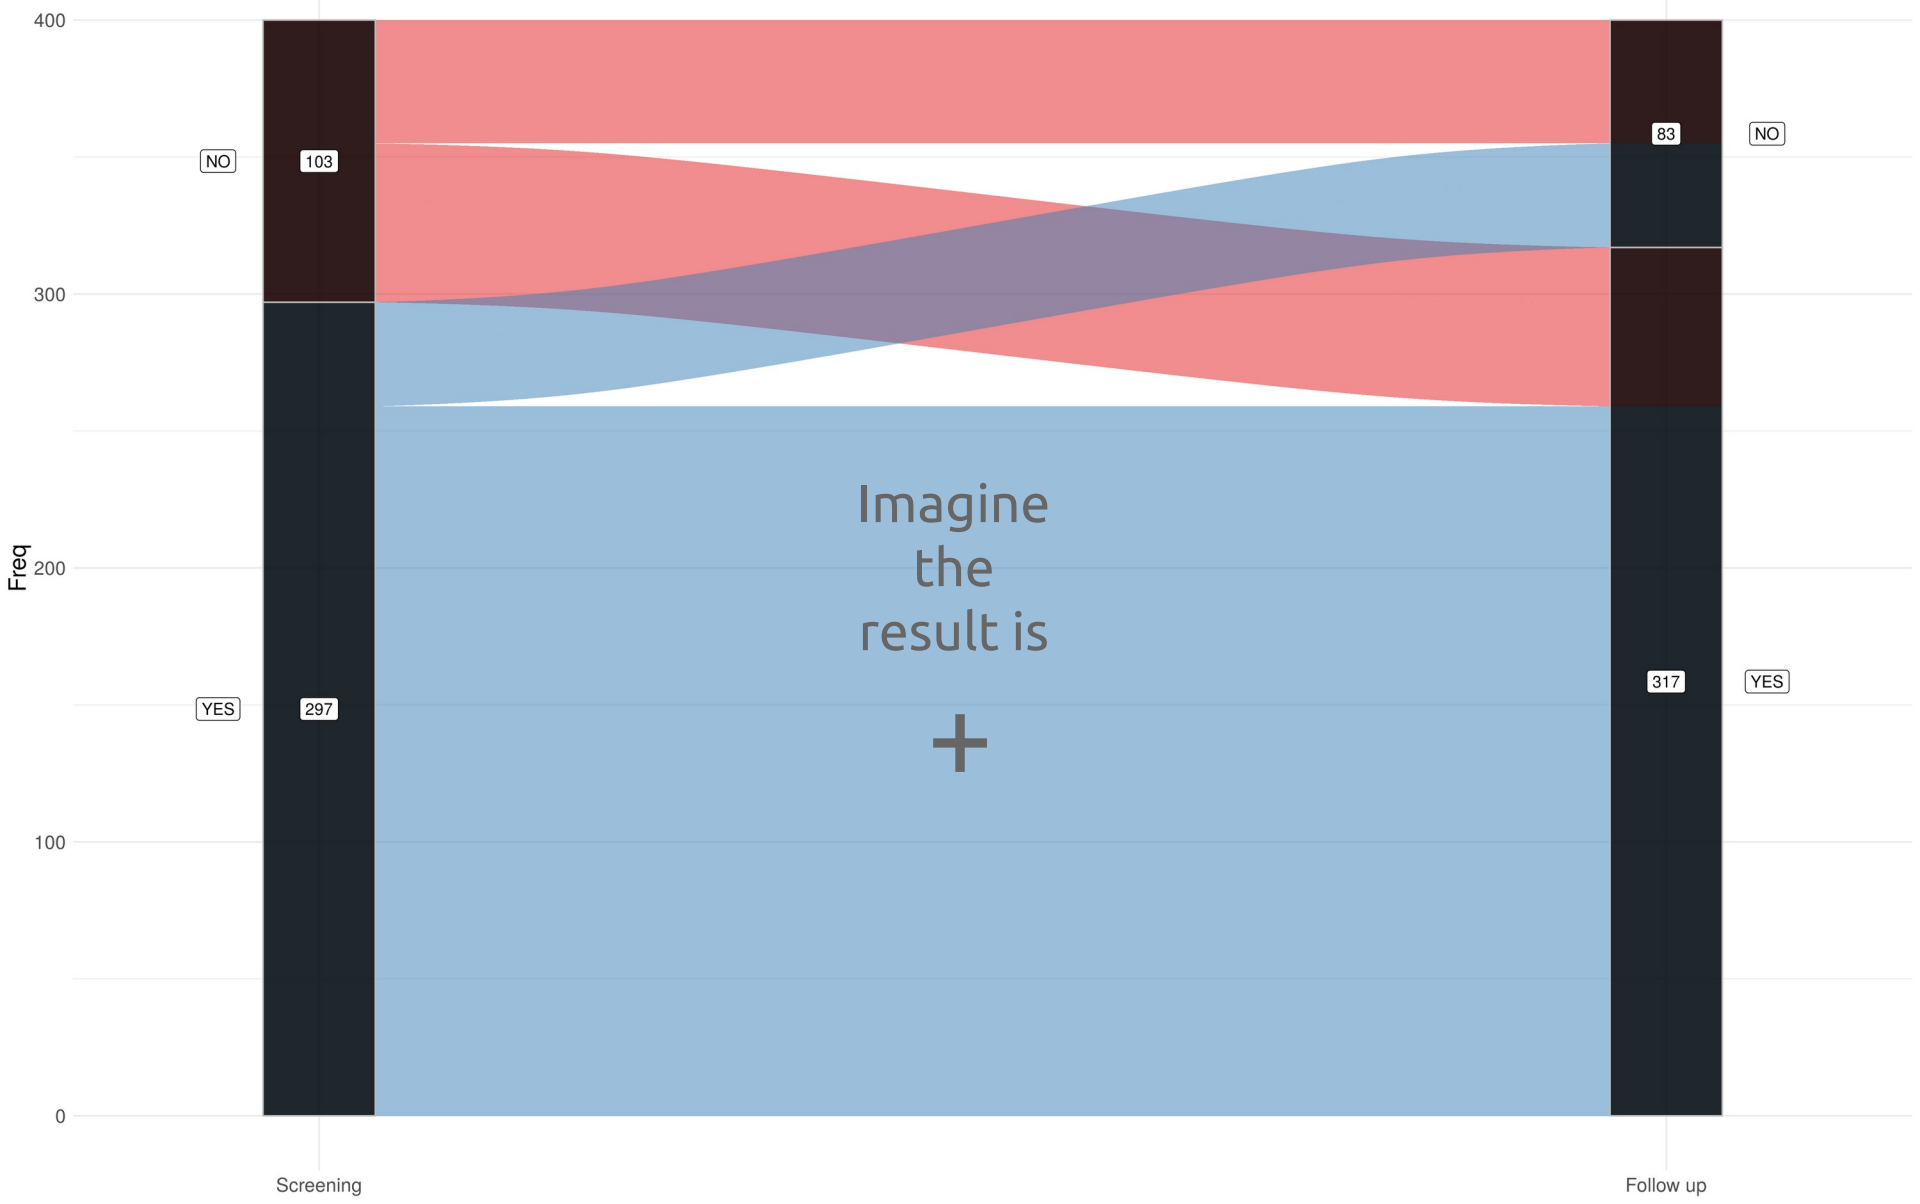 400
300
200
100
0
Freq
NO
103
YES
297
Imagine
the
result is
+
83
NO
317
YES
Screening
Follow up